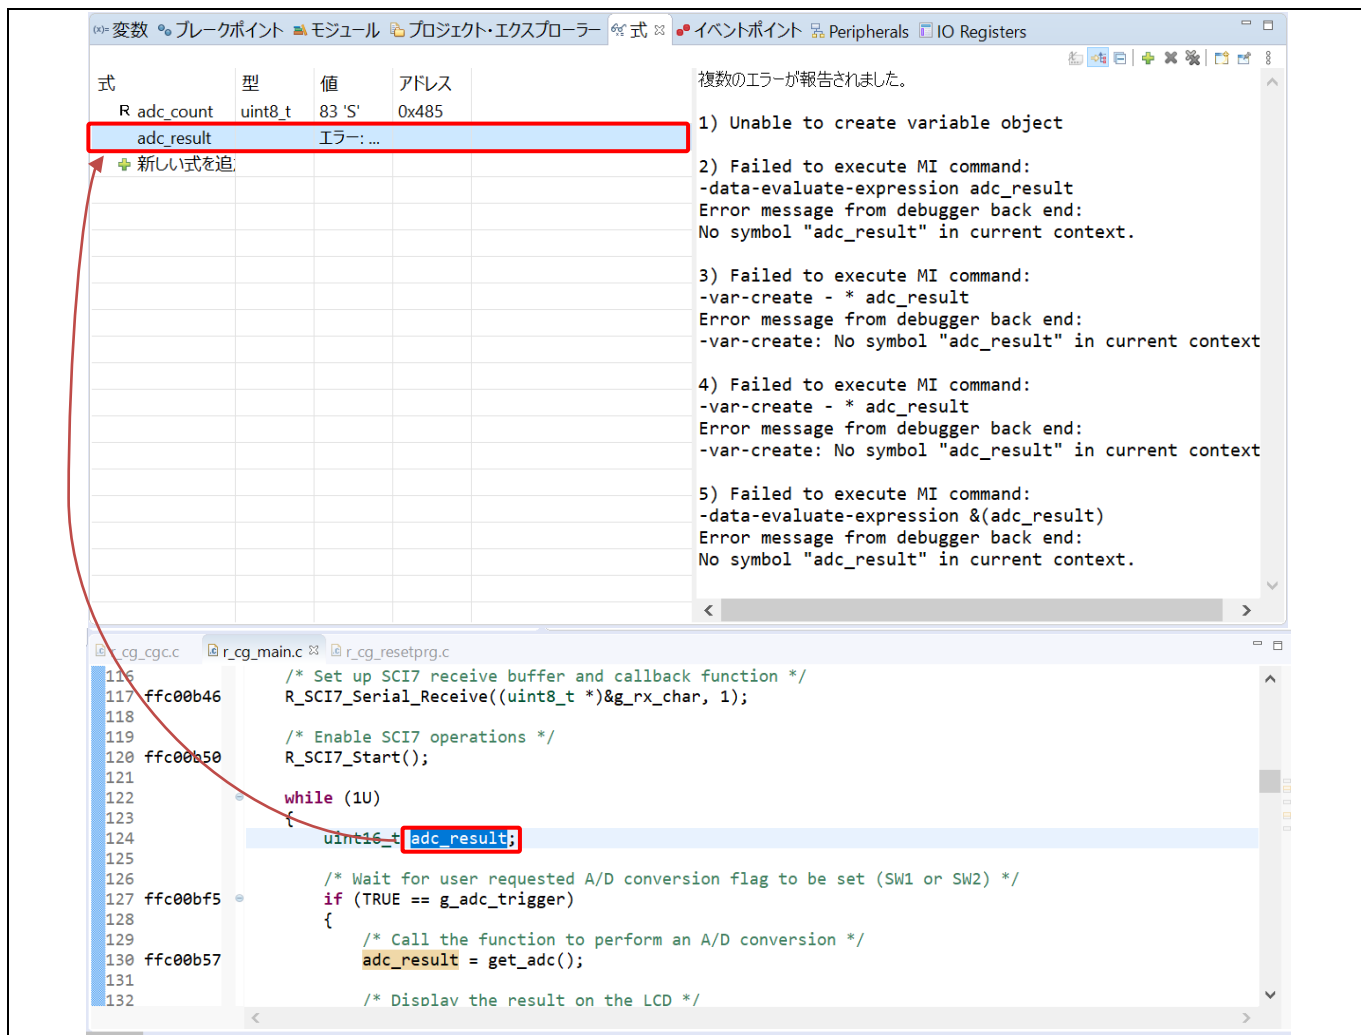 (x)= 変数 ブレークポイント モジュール プロジェクト・エクスプローラー 式 イベントポイント Peripherals IO Registers
式 型 値 アドレス
R adc_count uint8_t 83 'S' 0x485
adc_result エラー: ...
新しい式を追
複数のエラーが報告されました。
1) Unable to create variable object
2) Failed to execute MI command:
-data-evaluate-expression adc_result
Error message from debugger back end:
No symbol "adc_result" in current context.
3) Failed to execute MI command:
-var-create - * adc_result
Error message from debugger back end:
-var-create: No symbol "adc_result" in current context
4) Failed to execute MI command:
-var-create - * adc_result
Error message from debugger back end:
-var-create: No symbol "adc_result" in current context
5) Failed to execute MI command:
-data-evaluate-expression &(adc_result)
Error message from debugger back end:
No symbol "adc_result" in current context.
r_cg_cgc.c r_cg_main.c r_cg_resetprg.c
116 /* Set up SCI7 receive buffer and callback function */
117 ffc00b46 R_SCI7_Serial_Receive((uint8_t *)&g_rx_char, 1);
118
119 /* Enable SCI7 operations */
120 ffc00b50 R_SCI7_Start();
121
122 while (1U)
123 {
124 uint16_t adc_result;
125
126 /* Wait for user requested A/D conversion flag to be set (SW1 or SW2) */
127 ffc00bf5 if (TRUE == g_adc_trigger)
128 {
129 /* Call the function to perform an A/D conversion */
130 ffc00b57 adc_result = get_adc();
131
132 /* Display the result on the LCD */